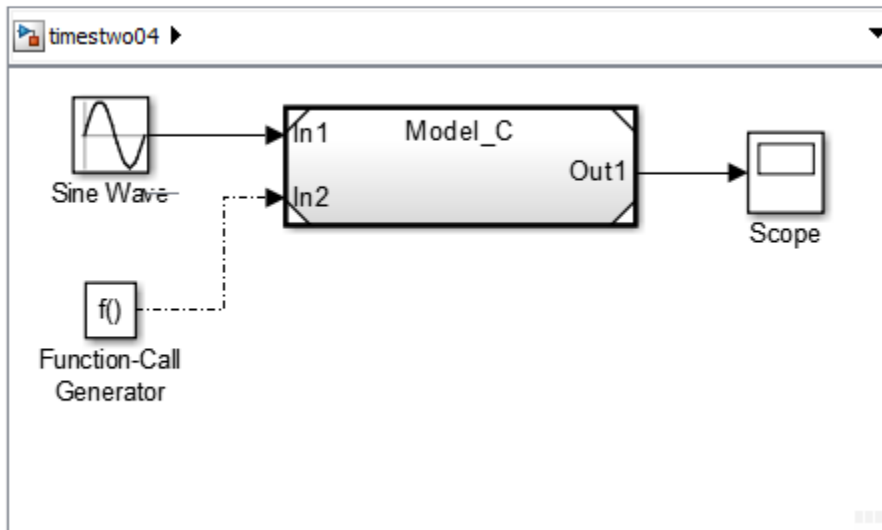 timestwo04
In1
Model_C
Out1
In2
Sine Wave
Scope
f()
Function-Call
Generator